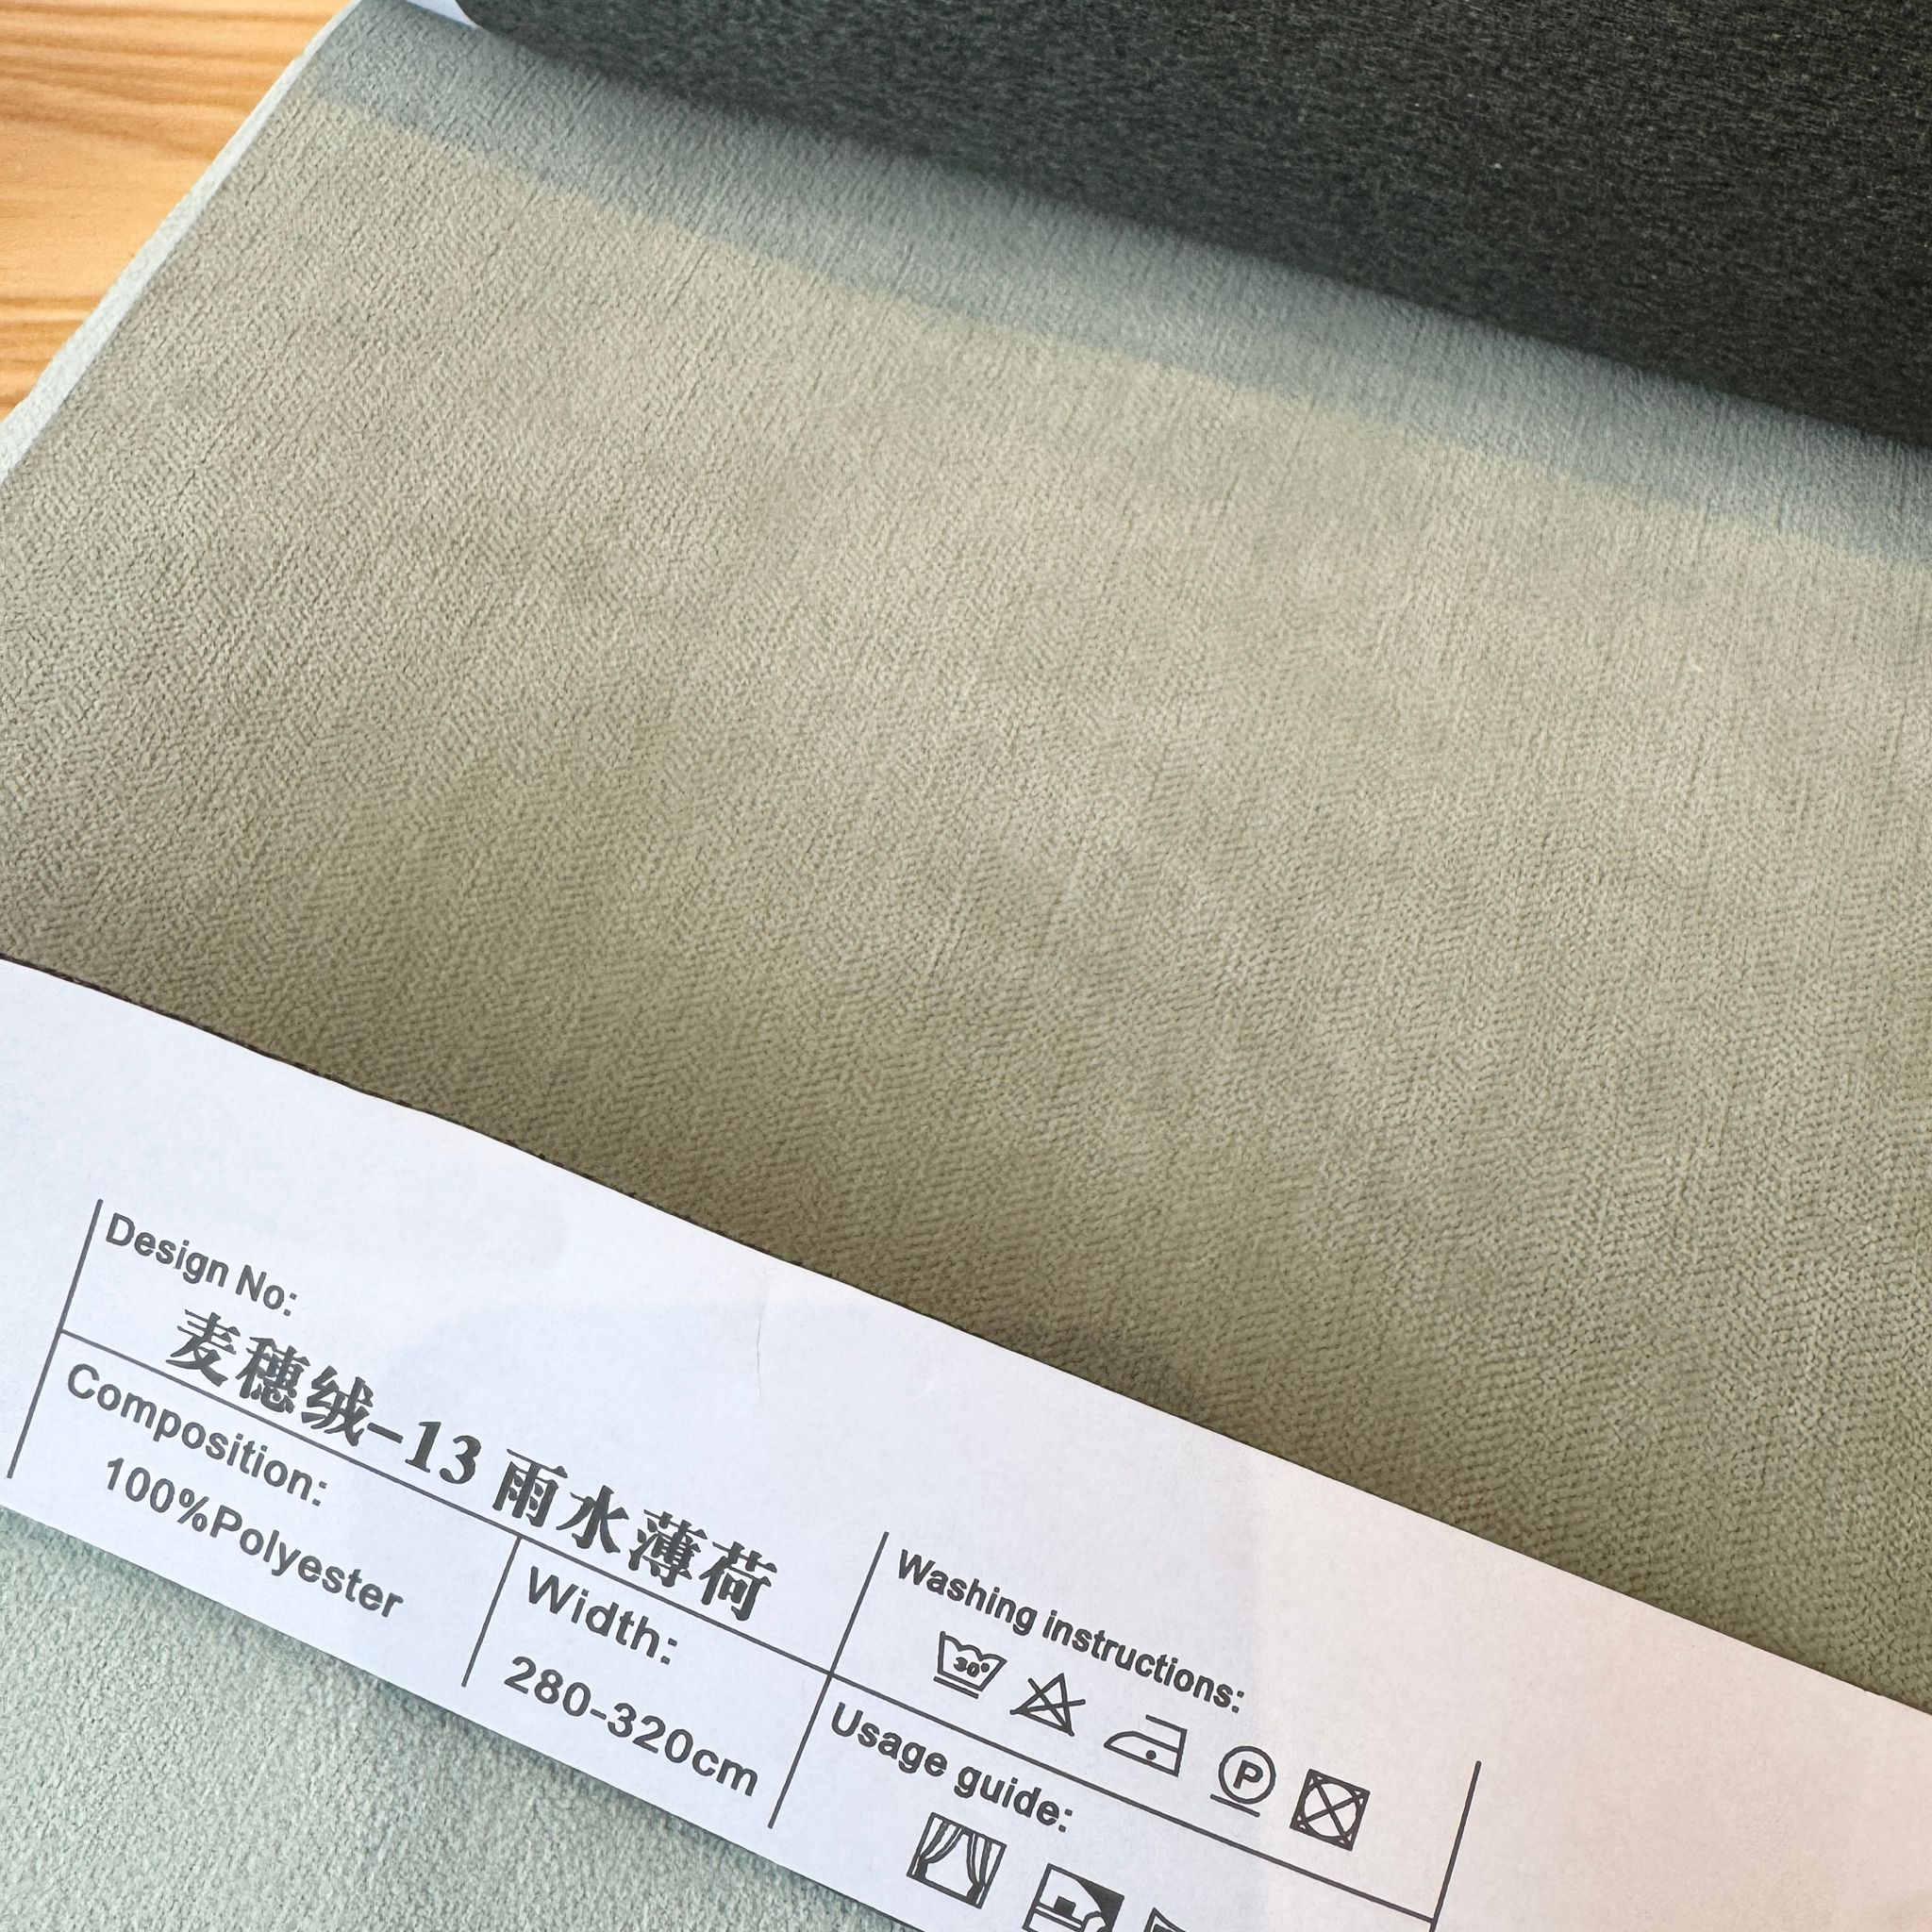 Design No:
麦穗绒-13 雨水薄荷
Composition:
100%Polyester
Width:
280-320cm
Washing instructions:
30°
P
Usage guide: